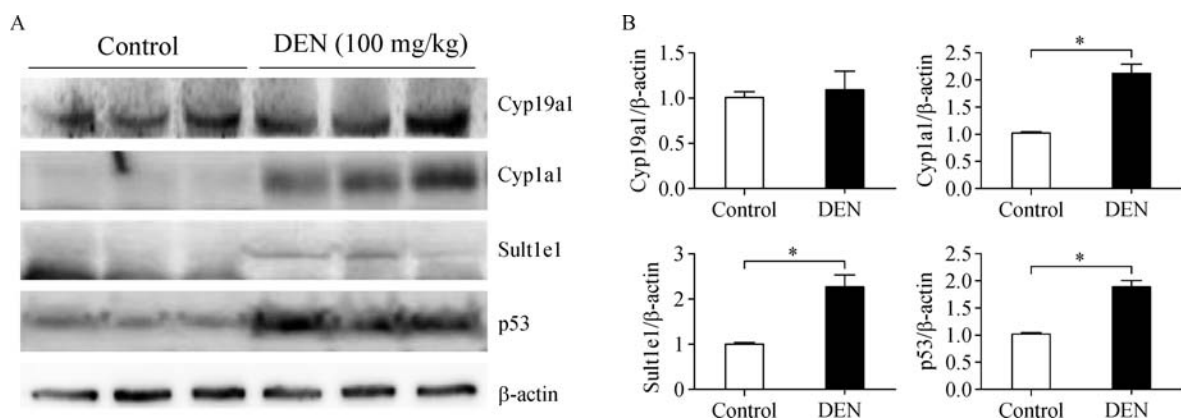 A
Control
DEN (100 mg/kg)
Cyp19a1
Cyp1a1
Sult1e1
p53
β-actin
B
Cyp19a1/β-actin
1.5
1.0
0.5
0.0
Control
DEN
Cyp1a1/β-actin
2.5
2.0
1.5
1.0
0.5
0.0
*
Control
DEN
Sult1e1/β-actin
3
2
1
0
*
Control
DEN
p53/β-actin
2.5
2.0
1.5
1.0
0.5
0.0
*
Control
DEN